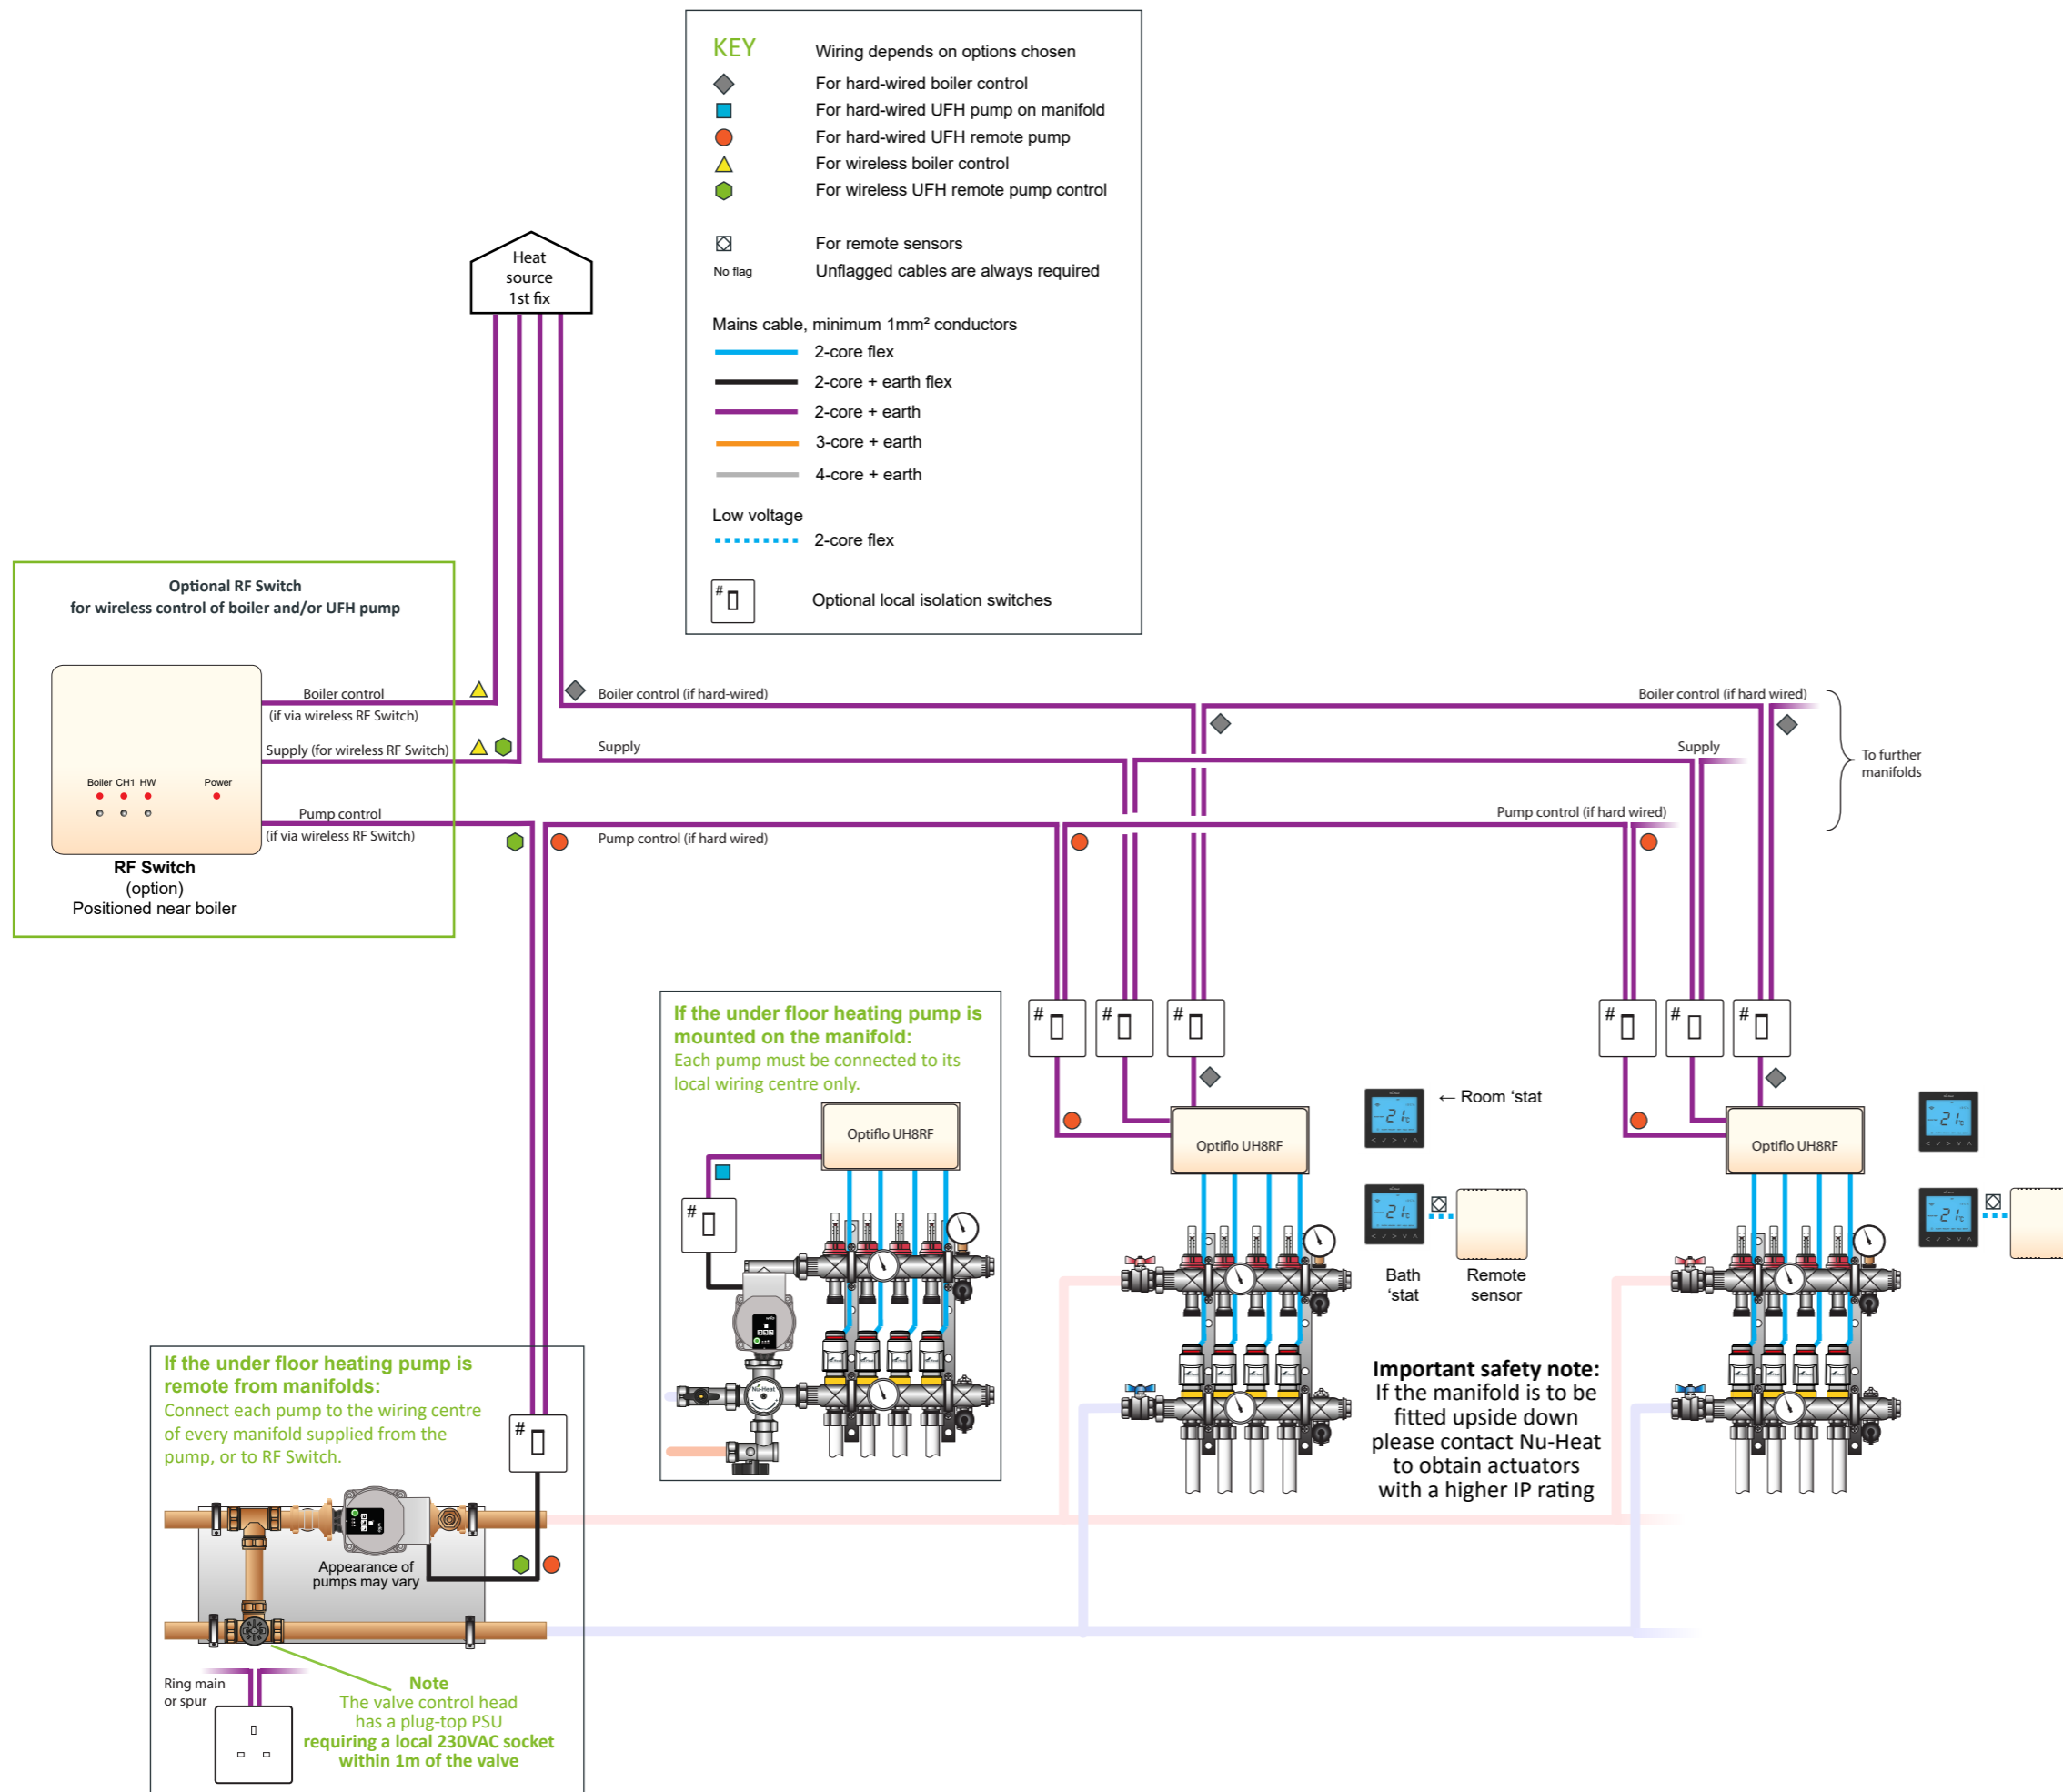 KEY Wiring depends on options chosen
For hard-wired boiler control
For hard-wired UFH pump on manifold
For hard-wired UFH remote pump
For wireless boiler control
For wireless UFH remote pump control
For remote sensors
No flag Unflagged cables are always required
Mains cable, minimum 1mm² conductors
2-core flex
2-core + earth flex
2-core + earth
3-core + earth
4-core + earth
Low voltage
2-core flex
# Optional local isolation switches
Heat
source
1st fix
Optional RF Switch
for wireless control of boiler and/or UFH pump
Boiler control
(if via wireless RF Switch)
Supply (for wireless RF Switch)
Boiler CH1 HW Power
Pump control
(if via wireless RF Switch)
RF Switch
(option)
Positioned near boiler
Boiler control (if hard-wired)
Boiler control (if hard wired)
Supply
Supply
To further
manifolds
Pump control (if hard wired)
Pump control (if hard wired)
If the under floor heating pump is
mounted on the manifold:
Each pump must be connected to its
local wiring centre only.
Optiflo UH8RF
#
Nu-Heat
# # #
# # #
Optiflo UH8RF
Optiflo UH8RF
21°c
← Room ‘stat
21°c
Bath
‘stat
Remote
sensor
21°c
21°c
Important safety note:
If the manifold is to be
fitted upside down
please contact Nu-Heat
to obtain actuators
with a higher IP rating
If the under floor heating pump is
remote from manifolds:
Connect each pump to the wiring centre
of every manifold supplied from the
pump, or to RF Switch.
#
Appearance of
pumps may vary
Ring main
or spur
Note
The valve control head
has a plug-top PSU
requiring a local 230VAC socket
within 1m of the valve